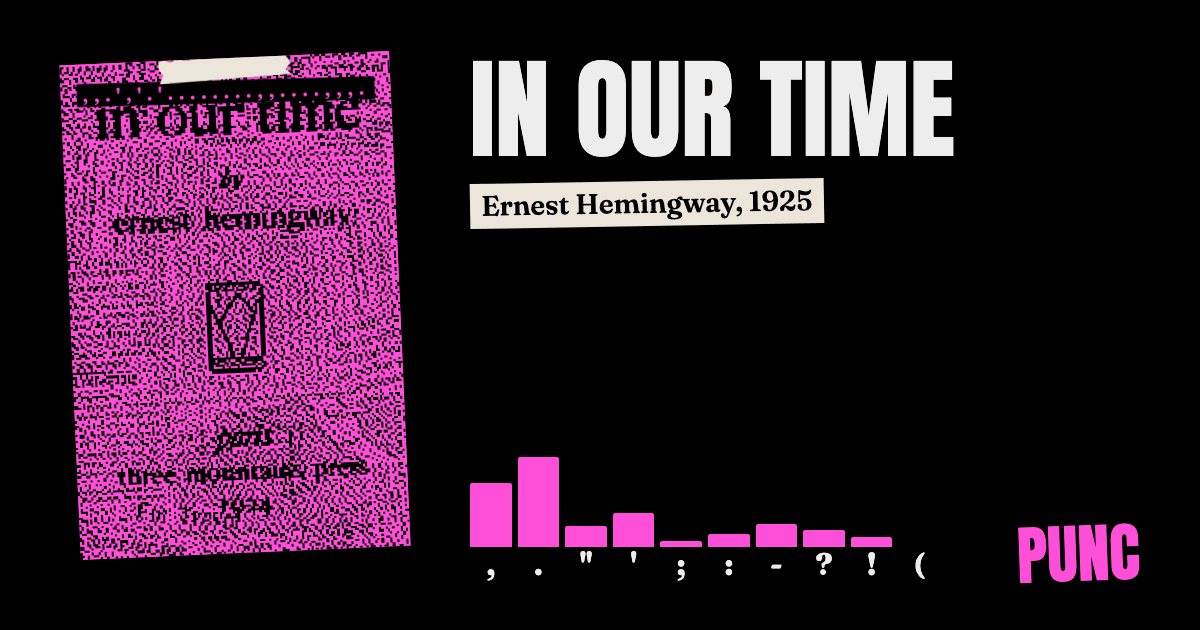 in our time
by
ernest hemingway
paris
three mountains press
1924
IN OUR TIME
Ernest Hemingway, 1925
, . " ' ; : - ? ! (
PUNC